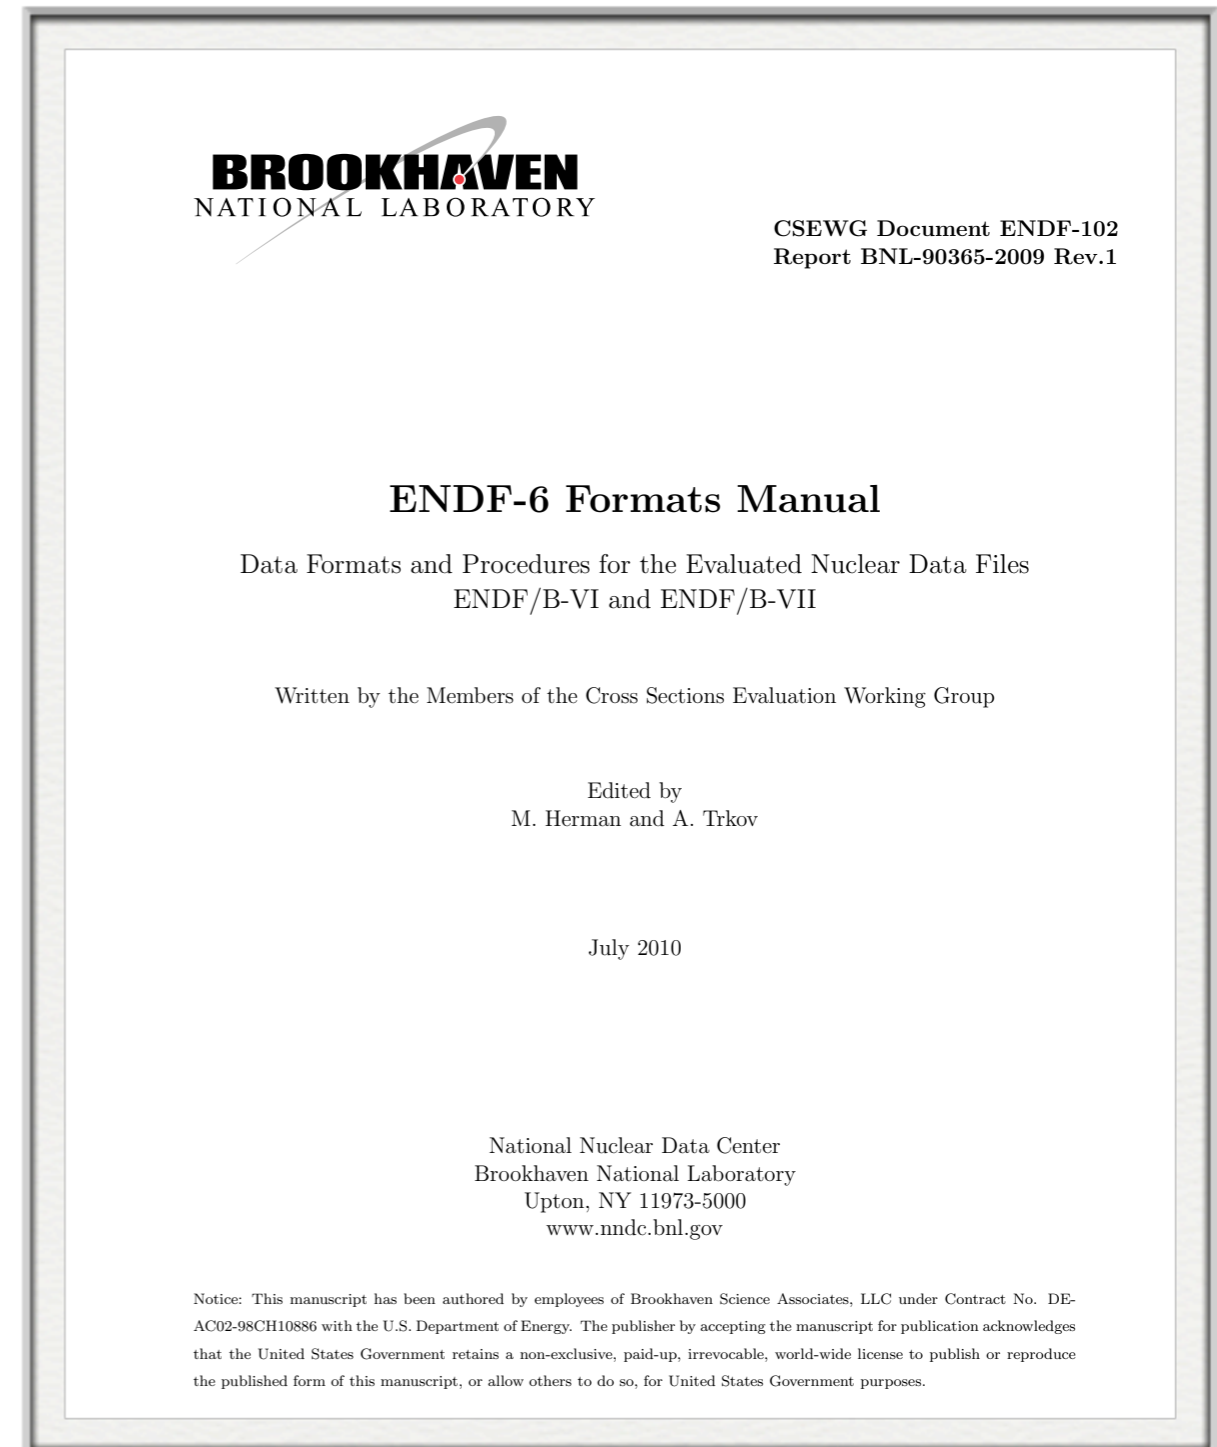 BROOKHAVEN
NATIONAL LABORATORY
CSEWG Document ENDF-102
Report BNL-90365-2009 Rev.1
ENDF-6 Formats Manual
Data Formats and Procedures for the Evaluated Nuclear Data Files
ENDF/B-VI and ENDF/B-VII
Written by the Members of the Cross Sections Evaluation Working Group
Edited by
M. Herman and A. Trkov
July 2010
National Nuclear Data Center
Brookhaven National Laboratory
Upton, NY 11973-5000
www.nndc.bnl.gov
Notice: This manuscript has been authored by employees of Brookhaven Science Associates, LLC under Contract No. DE-
AC02-98CH10886 with the U.S. Department of Energy. The publisher by accepting the manuscript for publication acknowledges
that the United States Government retains a non-exclusive, paid-up, irrevocable, world-wide license to publish or reproduce
the published form of this manuscript, or allow others to do so, for United States Government purposes.